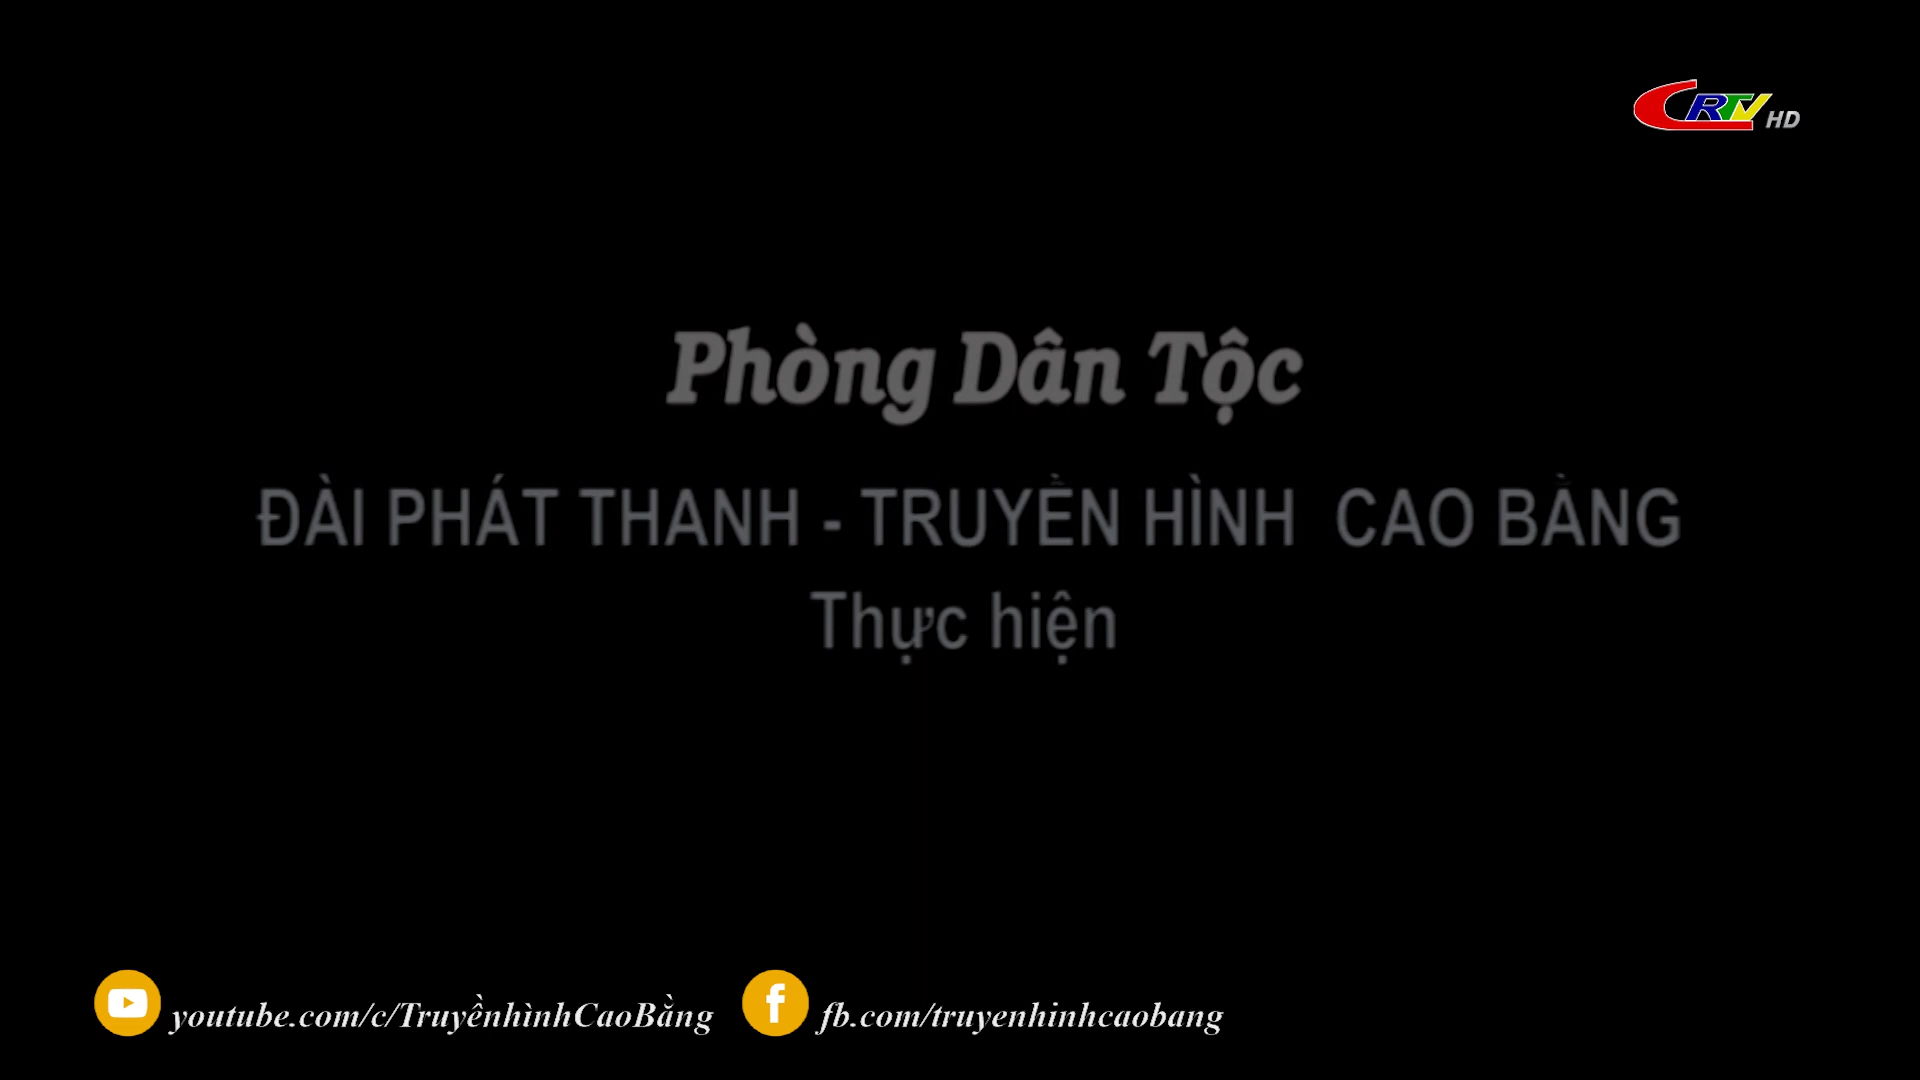 CRTV HD
Phòng Dân Tộc
ĐÀI PHÁT THANH - TRUYỀN HÌNH CAO BẰNG
Thực hiện
youtube.com/c/TruyềnhìnhCaoBằng
fb.com/truyenhinhcaobang